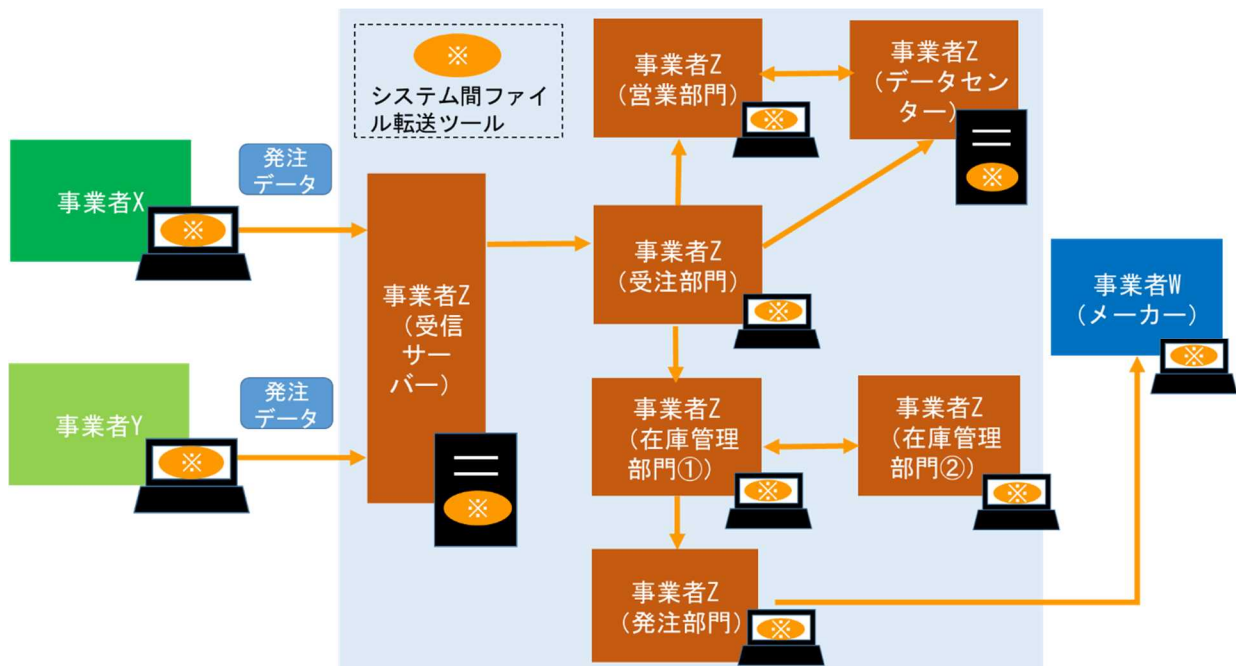 ※
システム間ファイ
ル転送ツール
事業者Z
（営業部門）
※
事業者Z
（データセン
ター）
※
発注
データ
事業者X
※
事業者Z
（受信
サー
バー）
※
事業者Z
（受注部門）
※
事業者W
（メーカー）
※
発注
データ
事業者Y
※
事業者Z
（在庫管理
部門①）
※
事業者Z
（在庫管理
部門②）
※
事業者Z
（発注部門）
※